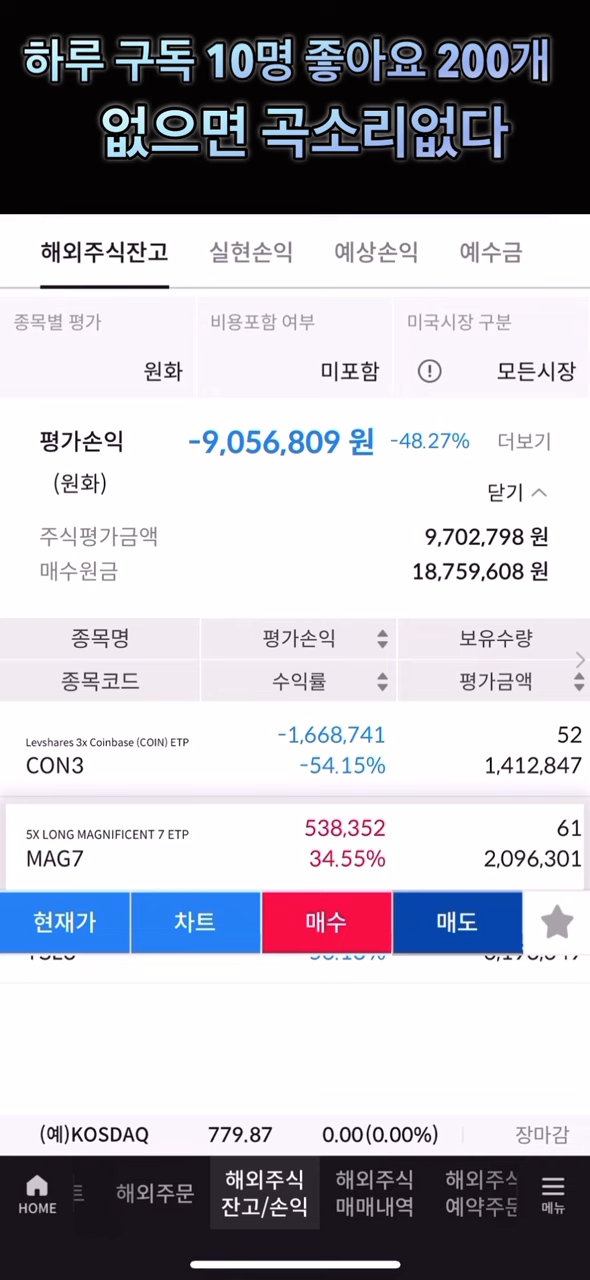 하루 구독 10명 좋아요 200개
없으면 곡소리없다
해외주식잔고 실현손익 예상손익 예수금
종목별 평가 비용포함 여부 미국시장 구분
원화 미포함 모든시장
평가손익 -9,056,809 원 -48.27% 더보기
(원화)
닫기
주식평가금액 9,702,798 원
매수원금 18,759,608 원
종목명 평가손익 보유수량
종목코드 수익률 평가금액
Levshares 3x Coinbase (COIN) ETP -1,668,741 52
CON3 -54.15% 1,412,847
5X LONG MAGNIFICENT 7 ETP 538,352 61
MAG7 34.55% 2,096,301
현재가 차트 매수 매도
(예)KOSDAQ 779.87 0.00(0.00%) 장마감
HOME 해외주문 해외주식 잔고/손익 해외주식 매매내역 해외주식 예약주문 메뉴